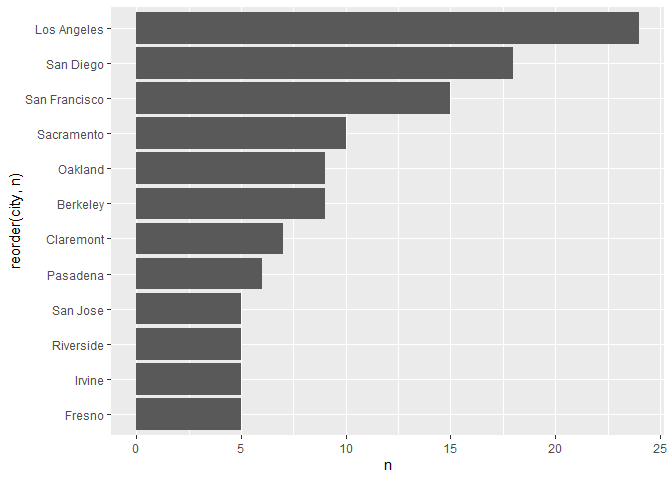 Los Angeles
San Diego
San Francisco
Sacramento
Oakland
Berkeley
Claremont
Pasadena
San Jose
Riverside
Irvine
Fresno
reorder(city, n)
0 5 10 15 20 25
n